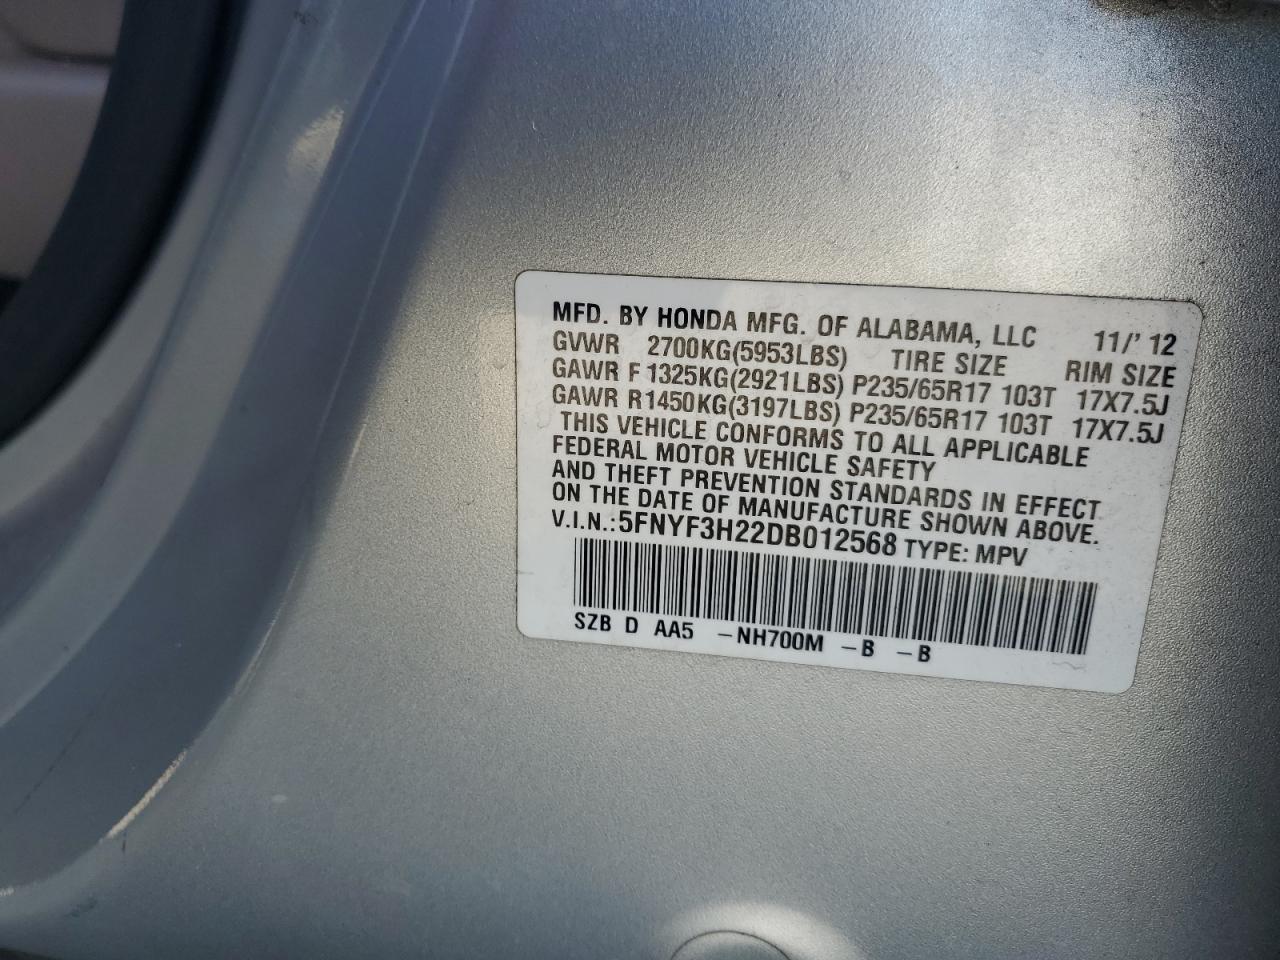 MFD. BY HONDA MFG. OF ALABAMA, LLC 11/' 12
GVWR 2700KG(5953LBS) TIRE SIZE RIM SIZE
GAWR F 1325KG(2921LBS) P235/65R17 103T 17X7.5J
GAWR R1450KG(3197LBS) P235/65R17 103T 17X7.5J
THIS VEHICLE CONFORMS TO ALL APPLICABLE
FEDERAL MOTOR VEHICLE SAFETY
AND THEFT PREVENTION STANDARDS IN EFFECT
ON THE DATE OF MANUFACTURE SHOWN ABOVE.
V.I.N.:5FNYF3H22DB012568 TYPE: MPV
SZB D AA5 -NH700M -B -B